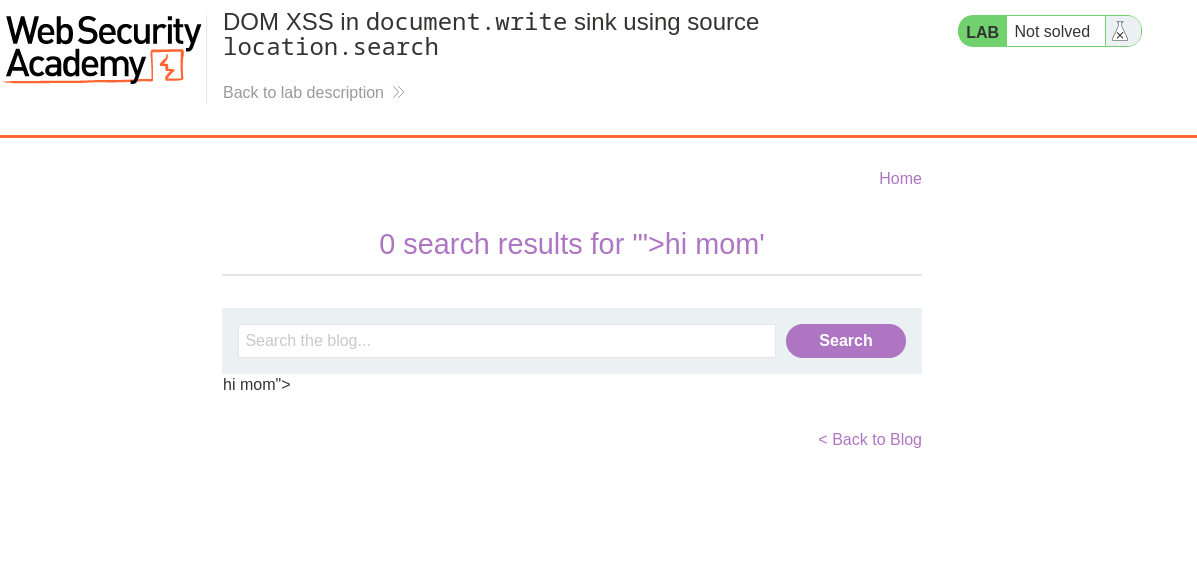 Web Security
Academy
DOM XSS in document.write sink using source
location.search
Back to lab description
LAB
Not solved
Home
0 search results for '">hi mom'
Search the blog...
Search
hi mom">
< Back to Blog